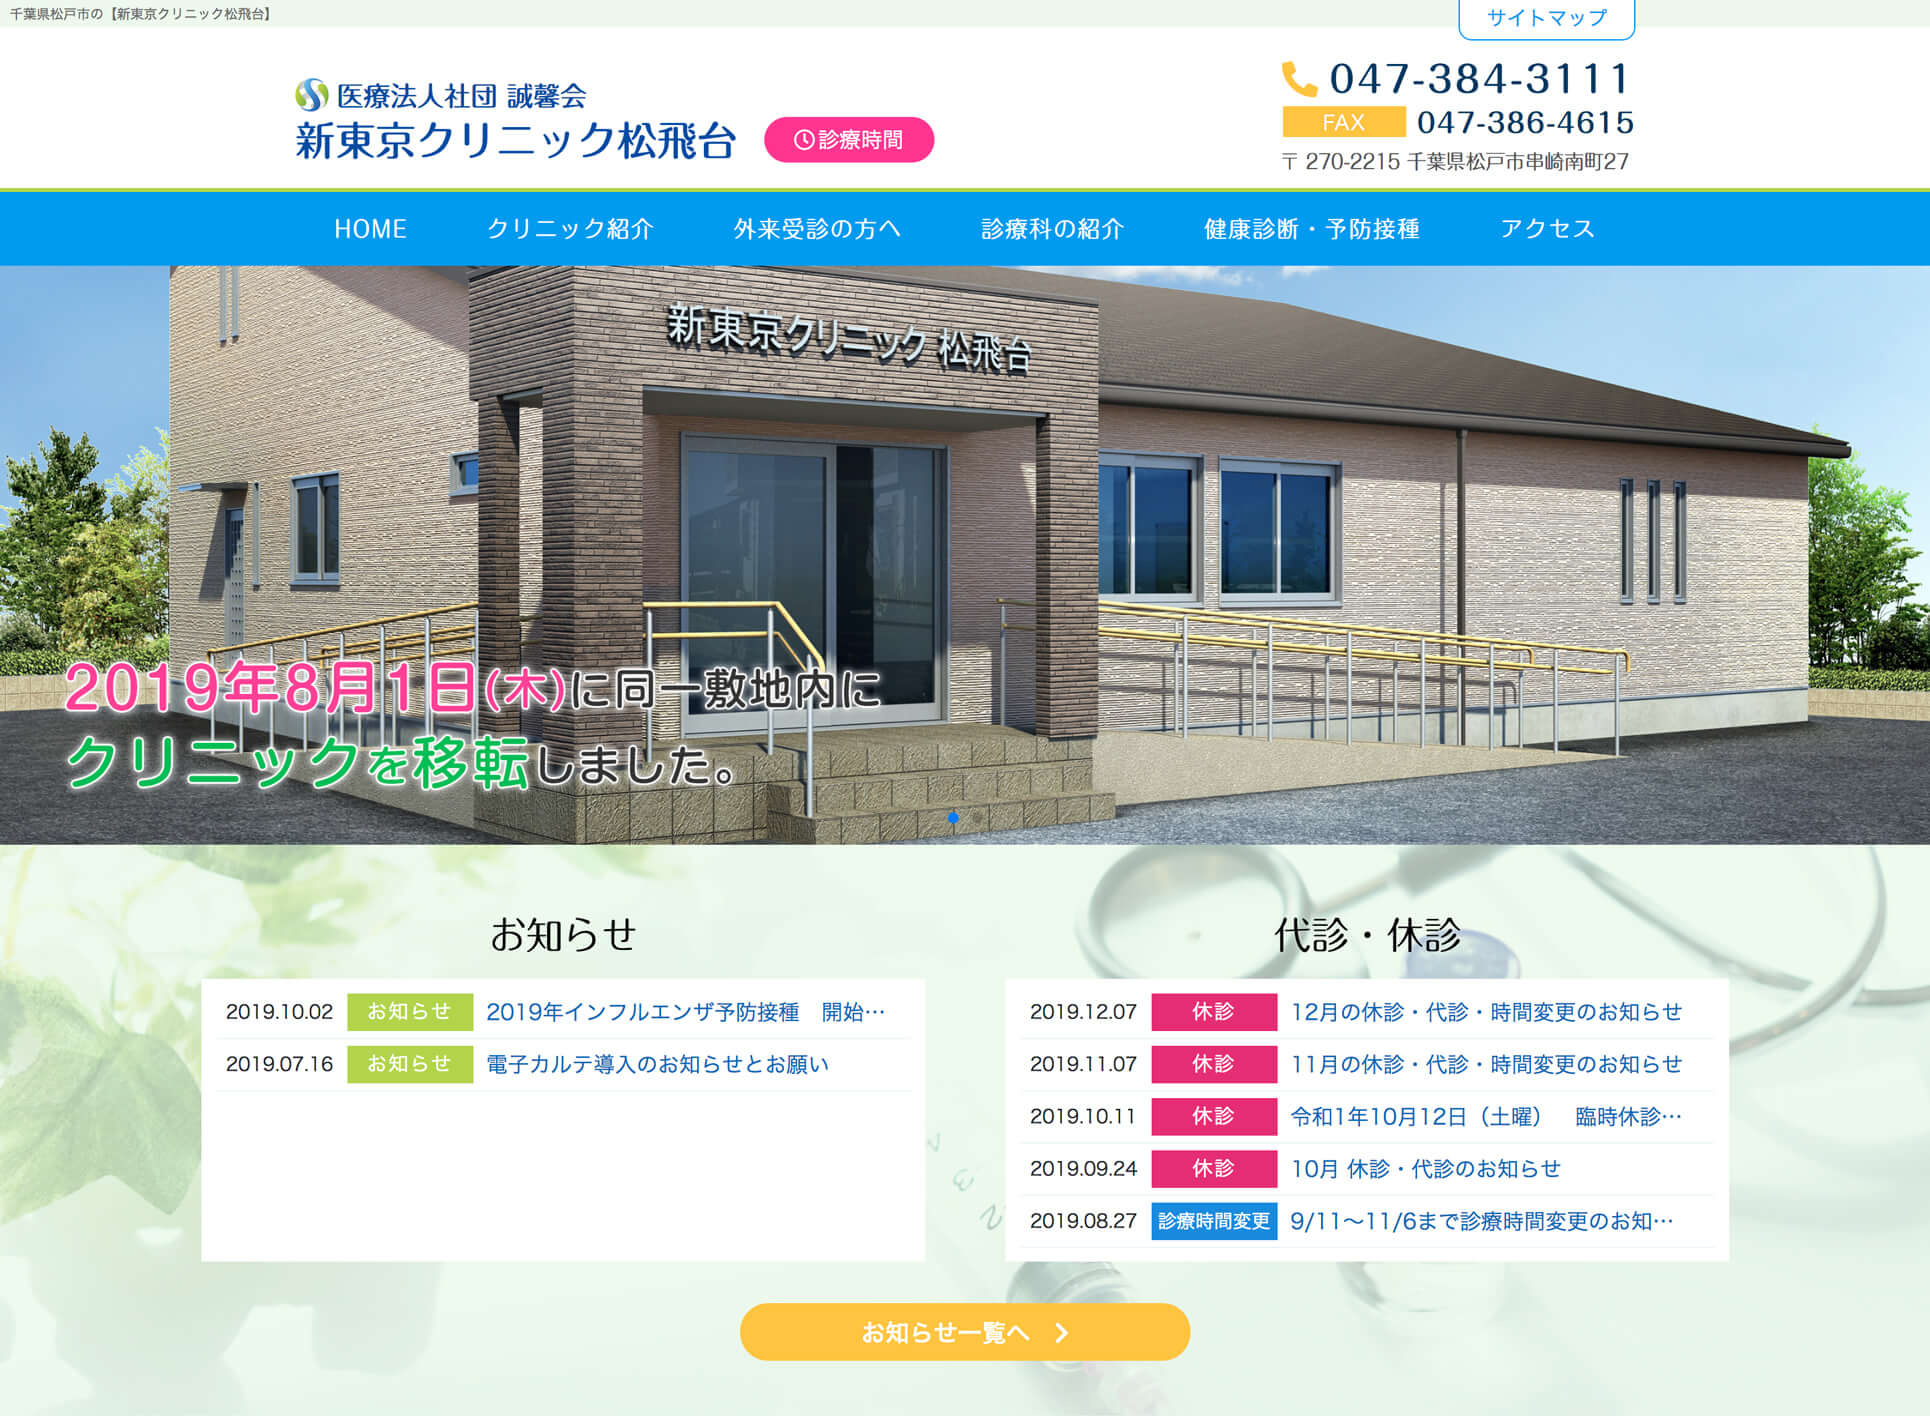 千葉県松戸市の【新東京クリニック松飛台】
サイトマップ
医療法人社団 誠馨会
新東京クリニック松飛台
診療時間
047-384-3111
FAX 047-386-4615
〒 270-2215 千葉県松戸市串崎南町27
HOME クリニック紹介 外来受診の方へ 診療科の紹介 健康診断・予防接種 アクセス
新東京クリニック 松飛台
2019年8月1日(木)に同一敷地内に
クリニックを移転しました。
お知らせ
2019.10.02 お知らせ 2019年インフルエンザ予防接種　開始…
2019.07.16 お知らせ 電子カルテ導入のお知らせとお願い
代診・休診
2019.12.07 休診 12月の休診・代診・時間変更のお知らせ
2019.11.07 休診 11月の休診・代診・時間変更のお知らせ
2019.10.11 休診 令和1年10月12日（土曜）　臨時休診…
2019.09.24 休診 10月 休診・代診のお知らせ
2019.08.27 診療時間変更 9/11～11/6まで診療時間変更のお知…
お知らせ一覧へ